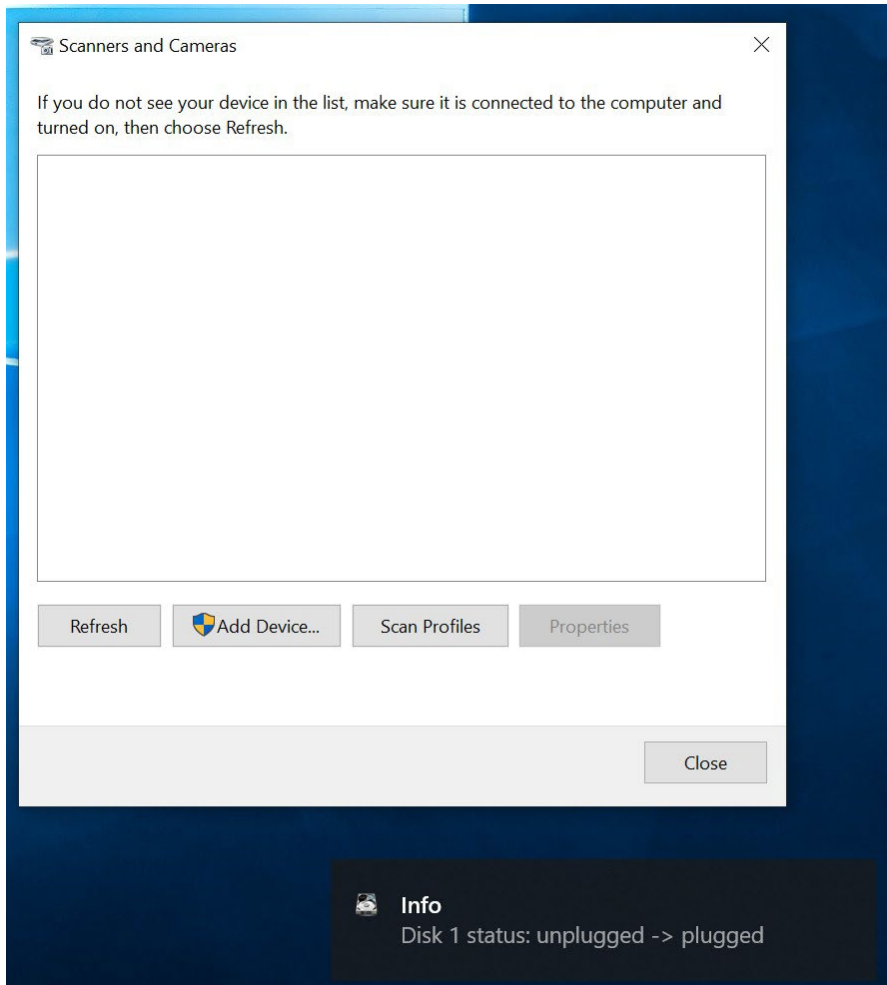 Scanners and Cameras
If you do not see your device in the list, make sure it is connected to the computer and
turned on, then choose Refresh.
Refresh
Add Device...
Scan Profiles
Properties
Close
Info
Disk 1 status: unplugged -> plugged